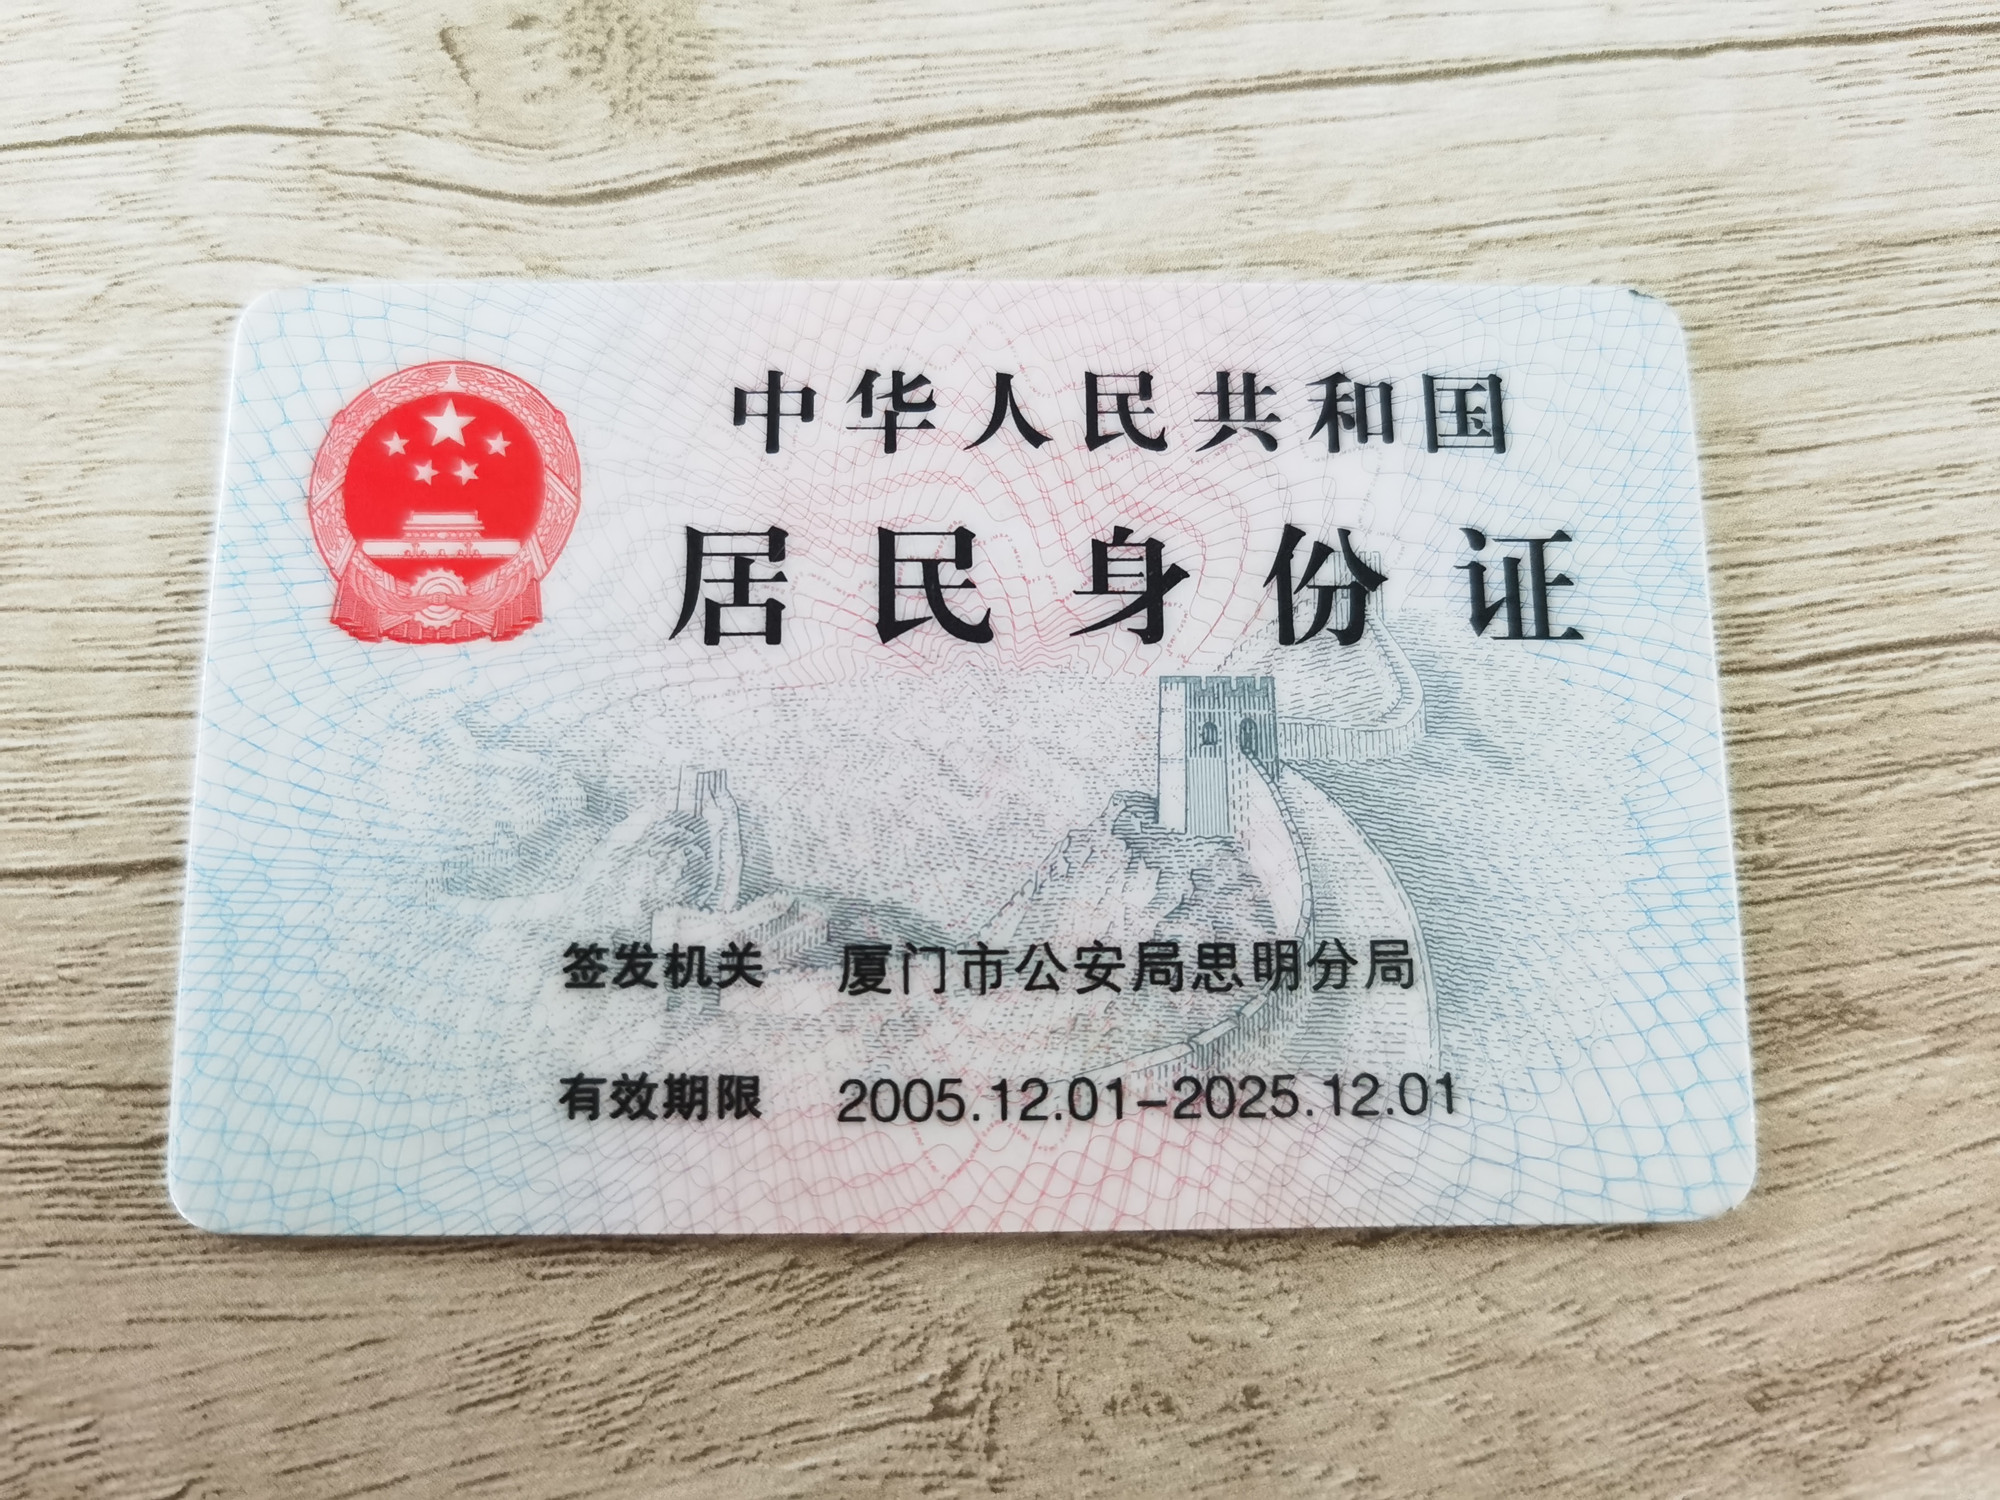 中华人民共和国
居民身份证
签发机关 厦门市公安局思明分局
有效期限 2005.12.01-2025.12.01